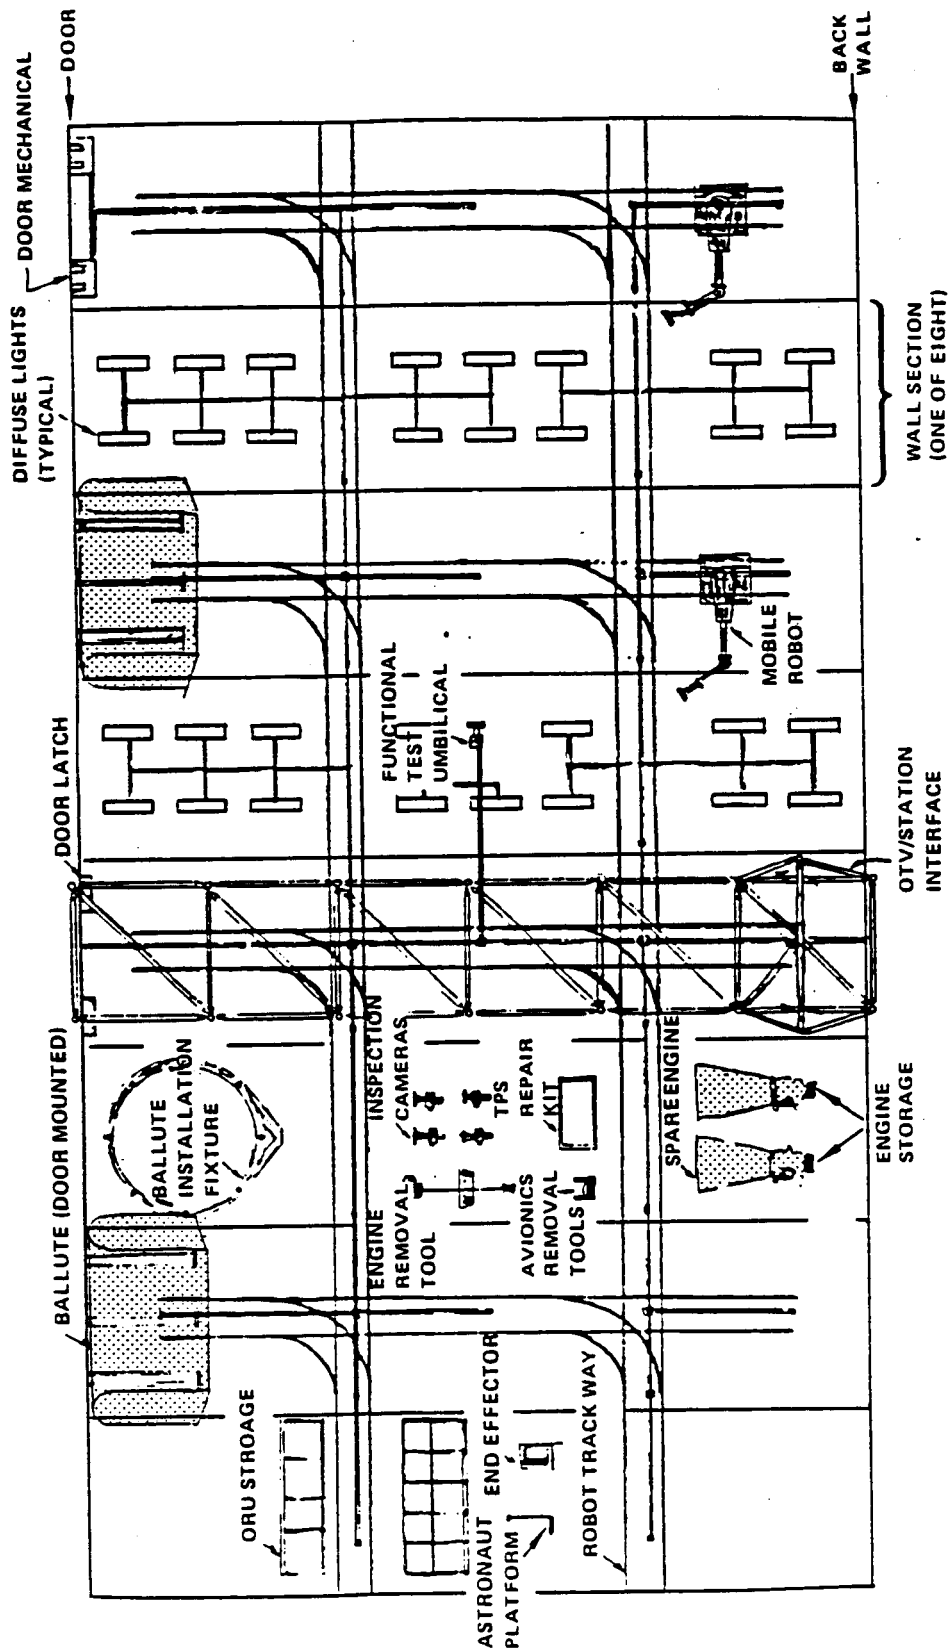 BALLUTE (DOOR MOUNTED)
DOOR LATCH
DIFFUSE LIGHTS
(TYPICAL)
DOOR MECHANICAL
DOOR
BALLUTE
INSTALLATION
FIXTURE
ORU STROAGE
ENGINE
REMOVAL
TOOL
INSPECTION
CAMERAS
FUNCTIONAL
TEST
UMBILICAL
ASTRONAUT
PLATFORM
END EFFECTOR
AVIONICS
REMOVAL
TOOLS
TPS
REPAIR
KIT
ROBOT TRACK WAY
SPARE ENGINE
MOBILE
ROBOT
ENGINE
STORAGE
OTV/STATION
INTERFACE
WALL SECTION
(ONE OF EIGHT)
BACK
WALL